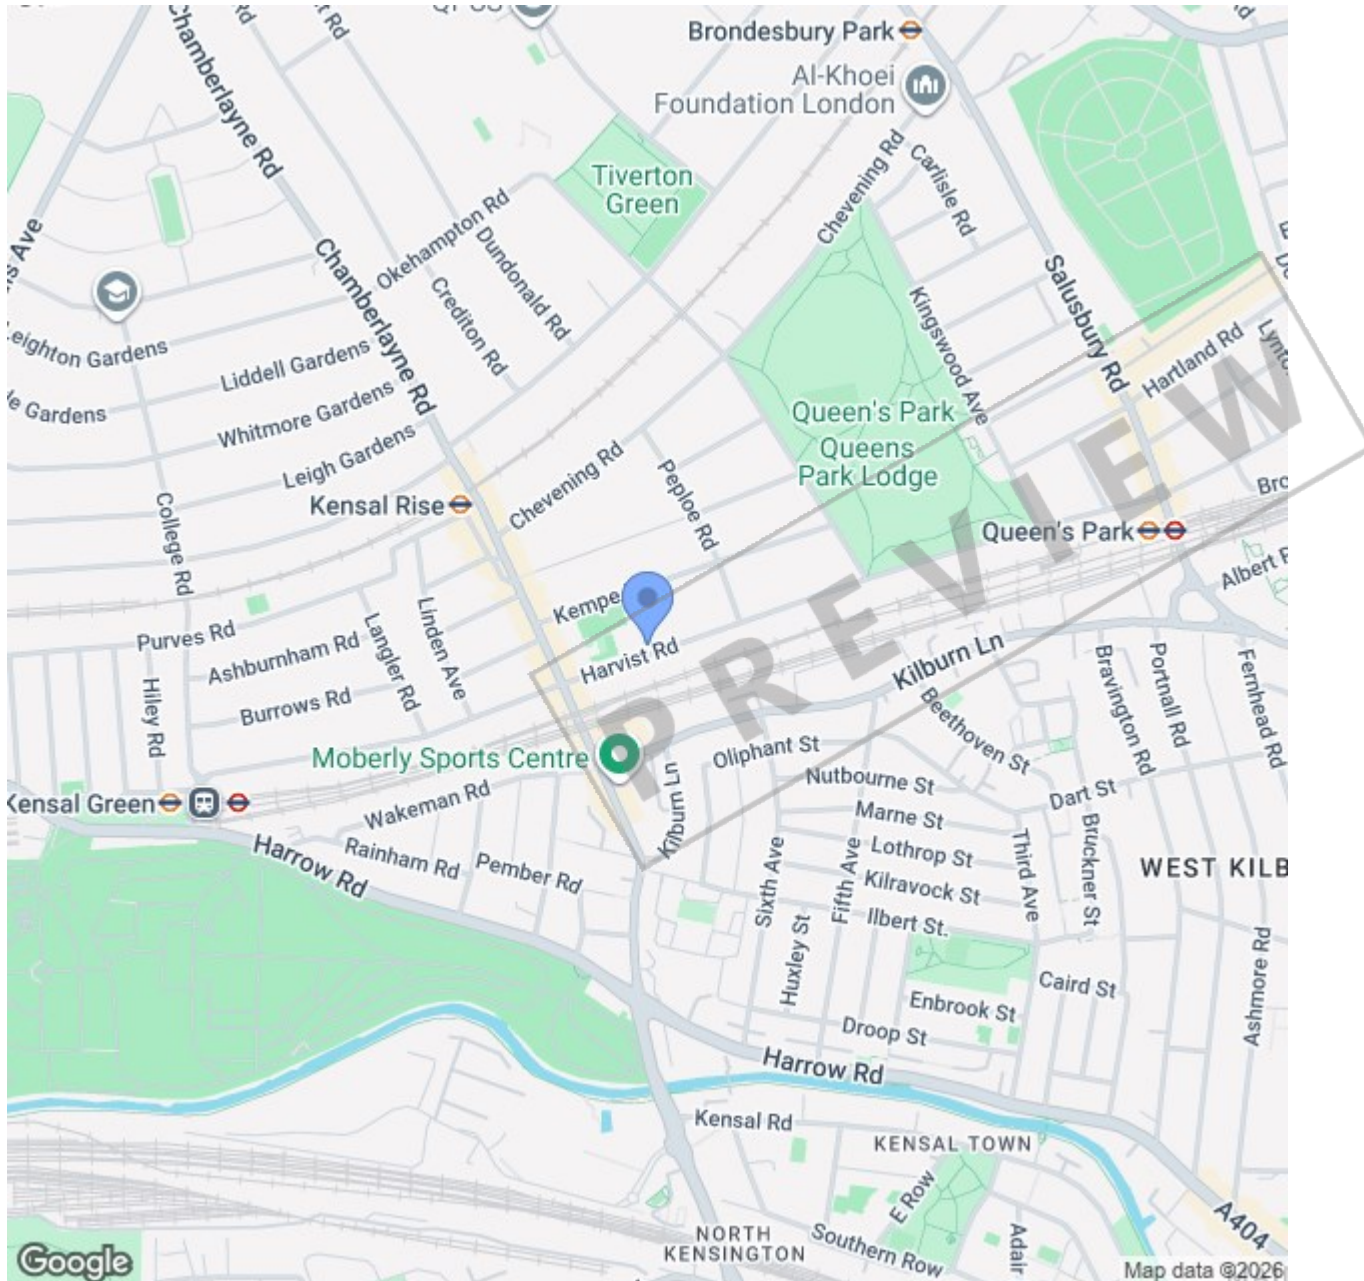 Brondesbury Park
Al-Khoei
Foundation London
Chamberlayne Rd
Tiverton
Green
Chevening Rd
Carlisle Rd
Okehampton Rd
Dundonald Rd
Crediton Rd
Chamberlayne Rd
Salusbury Rd
Kingswood Ave
Hartland Rd
Leighton Gardens
Liddell Gardens
Whitmore Gardens
Leigh Gardens
Queen's Park
Queens
Park Lodge
Kensal Rise
Chevening Rd
Peploe Rd
College Rd
Queen's Park
Kempe
Harvist Rd
Kilburn Ln
Purves Rd
Ashburnham Rd
Langler Rd
Linden Ave
Burrows Rd
Hiley Rd
Beethoven St
Bravington Rd
Portnall Rd
Fernhead Rd
Moberly Sports Centre
Oliphant St
Kilburn Ln
Nutbourne St
Dart St
Kensal Green
Wakeman Rd
Marne St
Harrow Rd
Rainham Rd
Pember Rd
Lothrop St
Third Ave
Bruckner St
WEST KILB
Sixth Ave
Fifth Ave
Kilravock St
Ilbert St.
Huxley St
Caird St
Ashmore Rd
Enbrook St
Droop St
Harrow Rd
Kensal Rd
KENSAL TOWN
E Row
NORTH
KENSINGTON
Southern Row
Adair
A404
Google
Map data ©2026
PREVIEW